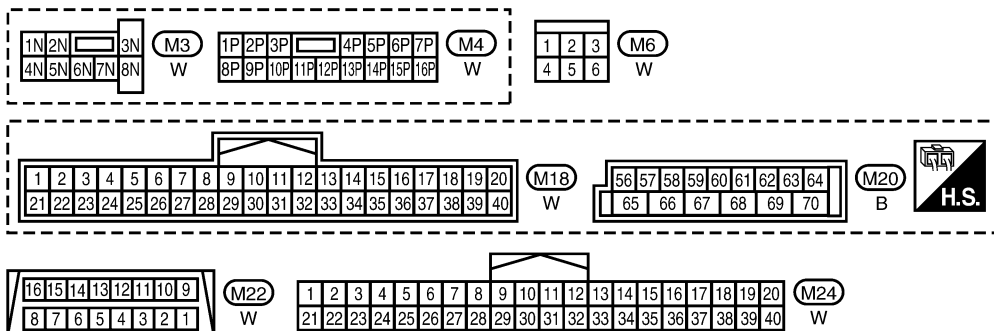 1N 2N 3N
4N 5N 6N 7N 8N
M3
W
1P 2P 3P 4P 5P 6P 7P
8P 9P 10P 11P 12P 13P 14P 15P 16P
M4
W
1 2 3
4 5 6
M6
W
1 2 3 4 5 6 7 8 9 10 11 12 13 14 15 16 17 18 19 20
21 22 23 24 25 26 27 28 29 30 31 32 33 34 35 36 37 38 39 40
M18
W
56 57 58 59 60 61 62 63 64
65 66 67 68 69 70
M20
B
H.S.
16 15 14 13 12 11 10 9
8 7 6 5 4 3 2 1
M22
W
1 2 3 4 5 6 7 8 9 10 11 12 13 14 15 16 17 18 19 20
21 22 23 24 25 26 27 28 29 30 31 32 33 34 35 36 37 38 39 40
M24
W